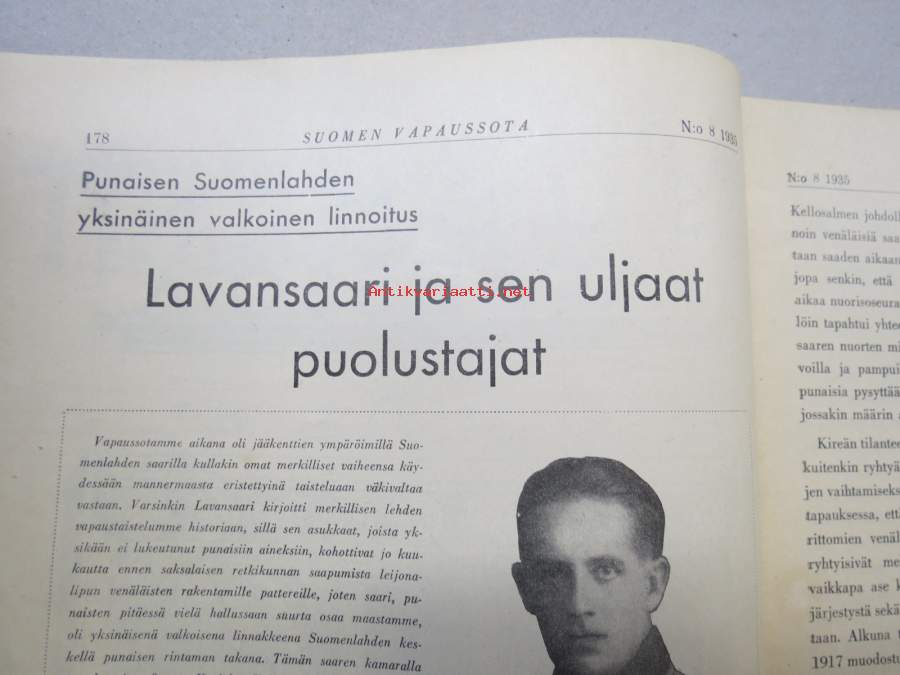 178
SUOMEN VAPAUSSOTA
N:o 8 1935
Punaisen Suomenlahden
yksinäinen valkoinen linnoitus
Lavansaari ja sen uljaat
Antikvariaatti.net
puolustajat
Vapaussotamme aikana oli jääkenttien ympäröimillä Suo-
menlahden saarilla kullakin omat merkilliset vaiheensa käy-
dessään mannermaasta eristettyinä taisteluaan väkivaltaa
vastaan. Varsinkin Lavansaari kirjoitti merkillisen lehden
vapaustaistelumme historiaan, sillä sen asukkaat, joista yk-
sikään ei lukeutunut punaisiin aineksiin, kohottivat jo kuu-
kautta ennen saksalaisen retkikunnan saapumista leijona-
lipun venäläisten rakentamille pattereille, joten saari, pu-
naisten pitäessä vielä hallussaan suurta osaa maastamme,
oli yksinäisenä valkoisena linnakkeena Suomenlahden kes-
kellä punaisen rintaman takana. Tämän saaren kamaralla
N:o 8 1935
Kellosalmen johdoll
noin venäläisiä saa
taan saaden aikaan
jopa senkin, että
aikaa nuorisoseura
löin tapahtui yhtee
saaren nuorten mi
voilla ja pampui
punaisia pysyttää
jossakin määrin
Kireän tilantee
kuitenkin ryhtyä
jen vaihtamiseks
tapauksessa, ett
rittomien venäl
ryhtyisivät me
vaikkapa ase k
järjestystä sekä
taan. Alkuna t
1917 muodostu